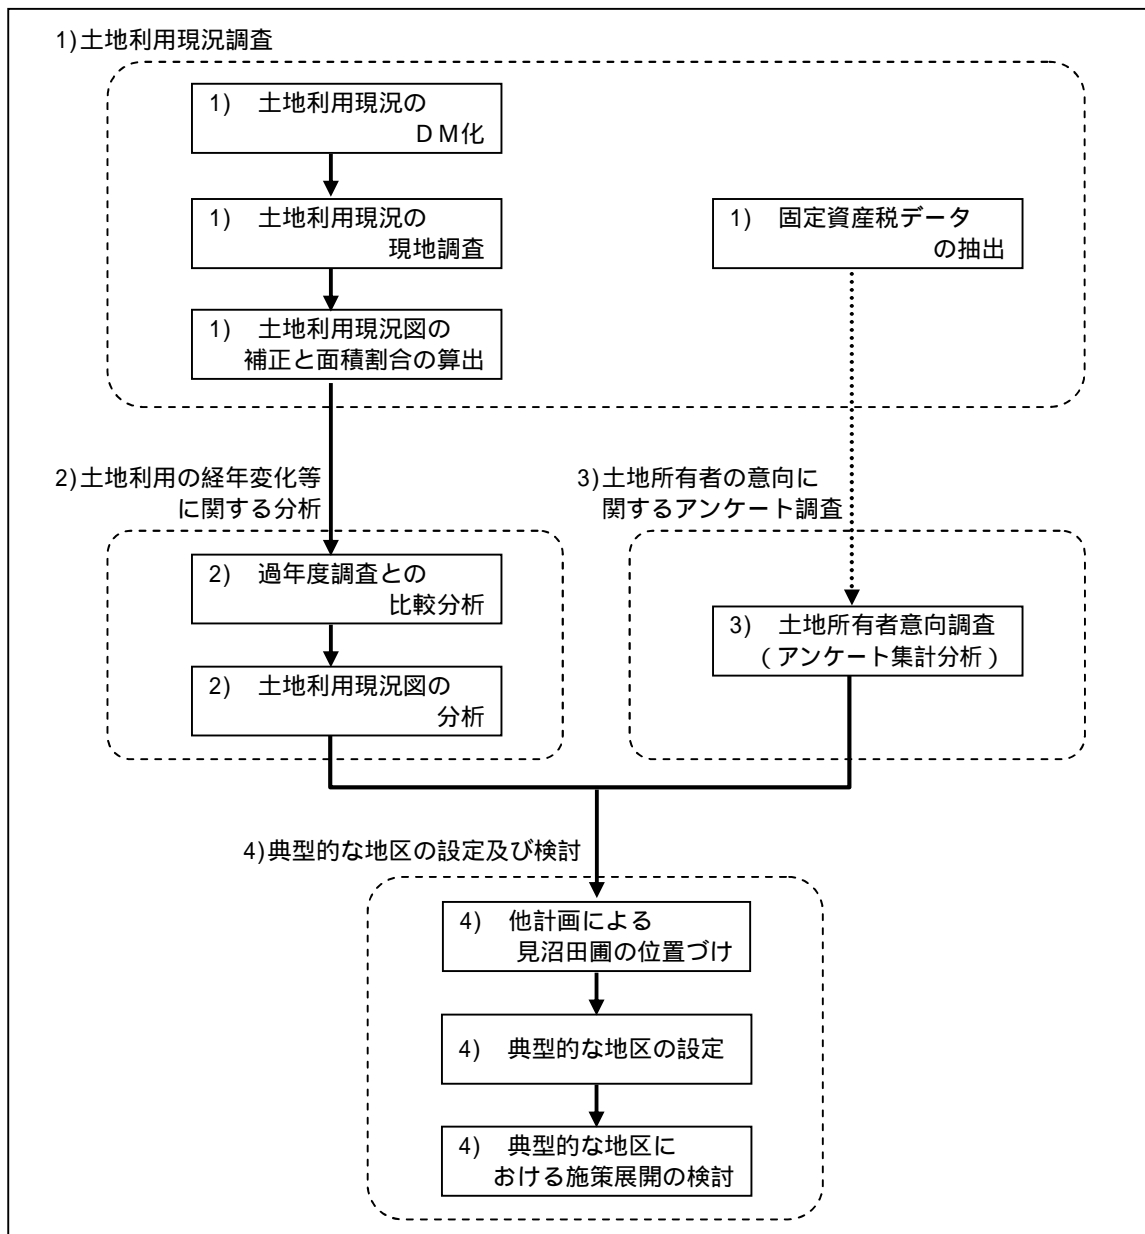 1)土地利用現況調査
1) 土地利用現況の
DM化
1) 土地利用現況の
現地調査
1) 固定資産税データ
の抽出
1) 土地利用現況図の
補正と面積割合の算出
2)土地利用の経年変化等
に関する分析
3)土地所有者の意向に
関するアンケート調査
2) 過年度調査との
比較分析
2) 土地利用現況図の
分析
3) 土地所有者意向調査
(アンケート集計分析)
4)典型的な地区の設定及び検討
4) 他計画による
見沼田圃の位置づけ
4) 典型的な地区の設定
4) 典型的な地区に
おける施策展開の検討